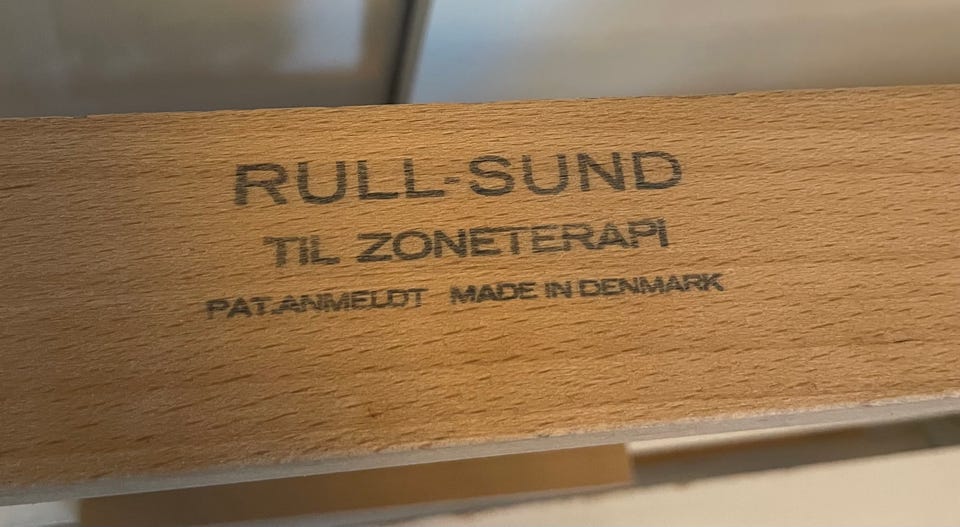 RULL-SUND
TIL ZONETERAPI
PAT.ANMELDT MADE IN DENMARK